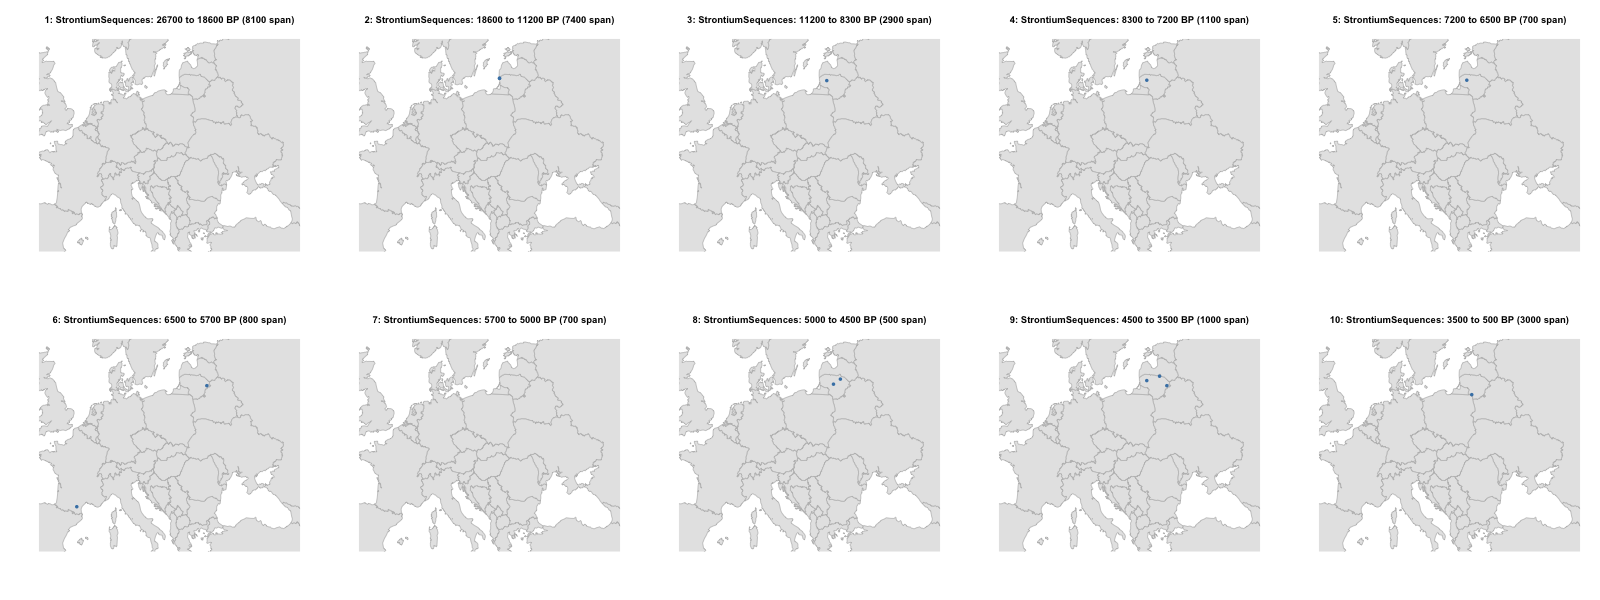 1: StrontiumSequences: 26700 to 18600 BP (8100 span)
2: StrontiumSequences: 18600 to 11200 BP (7400 span)
3: StrontiumSequences: 11200 to 8300 BP (2900 span)
4: StrontiumSequences: 8300 to 7200 BP (1100 span)
5: StrontiumSequences: 7200 to 6500 BP (700 span)
6: StrontiumSequences: 6500 to 5700 BP (800 span)
7: StrontiumSequences: 5700 to 5000 BP (700 span)
8: StrontiumSequences: 5000 to 4500 BP (500 span)
9: StrontiumSequences: 4500 to 3500 BP (1000 span)
10: StrontiumSequences: 3500 to 500 BP (3000 span)